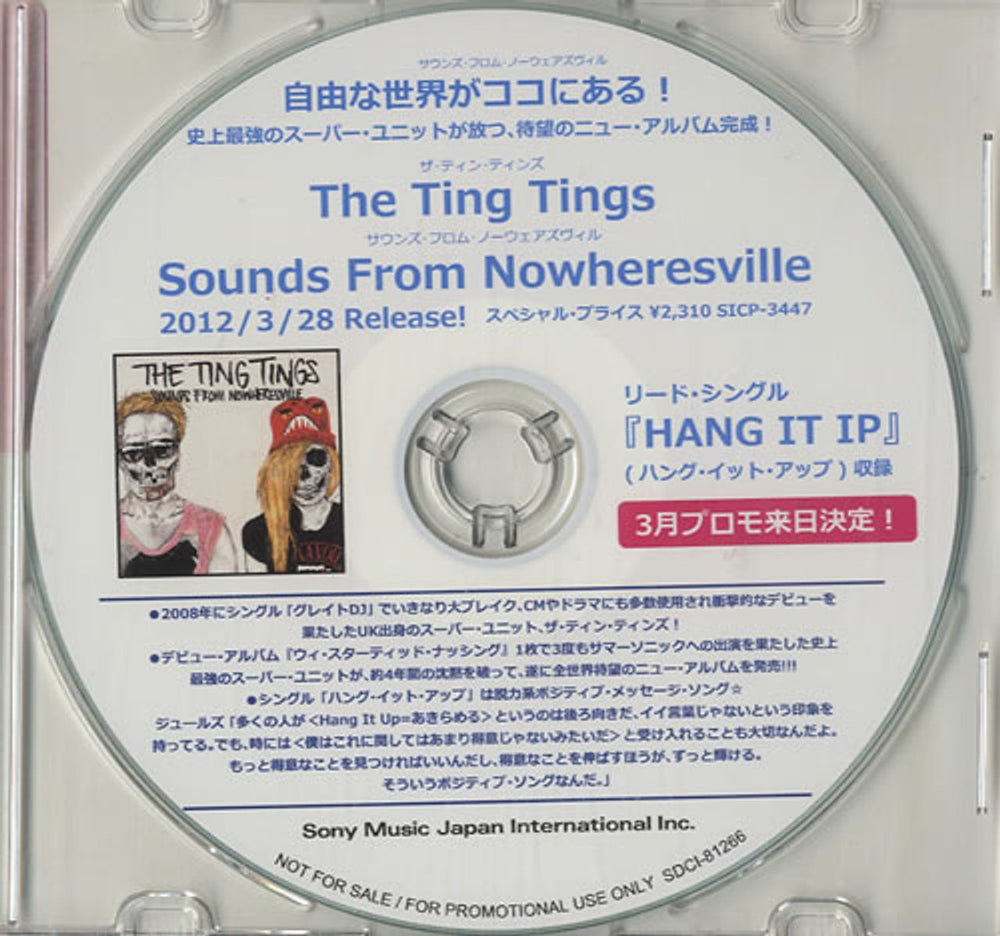 サウンズ・フロム・ノーウェアズヴィル
自由な世界がココにある！
史上最強のスーパー・ユニットが放つ、待望のニュー・アルバム完成！
ザ・ティン・ティンズ
The Ting Tings
サウンズ・フロム・ノーウェアズヴィル
Sounds From Nowheresville
2012/3/28 Release! スペシャル・プライス ¥2,310 SICP-3447
THE TING TINGS
SOUNDS FROM NOWHERESVILLE
リード・シングル
『HANG IT IP』
(ハング・イット・アップ) 収録
3月プロモ来日決定！
●2008年にシングル「グレイトDJ」でいきなり大ブレイク、CMやドラマにも多数使用され衝撃的なデビューを
果たしたUK出身のスーパー・ユニット、ザ・ティン・ティンズ！
●デビュー・アルバム『ウィ・スターティッド・ナッシング』1枚で3度もサマーソニックへの出演を果たした史上
最強のスーパー・ユニットが、約4年間の沈黙を破って、遂に全世界待望のニュー・アルバムを発売!!!
●シングル「ハング・イット・アップ」は脱力系ポジティブ・メッセージ・ソング☆
ジュールズ「多くの人が<Hang It Up=あきらめる>というのは後ろ向きだ、イイ言葉じゃないという印象を
持ってる。でも、時には<僕はこれに関してはあまり得意じゃないみたいだ>と受け入れることも大切なんだよ。
もっと得意なことを見つければいいんだし、得意なことを伸ばすほうが、ずっと輝ける。
そういうポジティブ・ソングなんだ。」
Sony Music Japan International Inc.
NOT FOR SALE / FOR PROMOTIONAL USE ONLY SDCI-81266